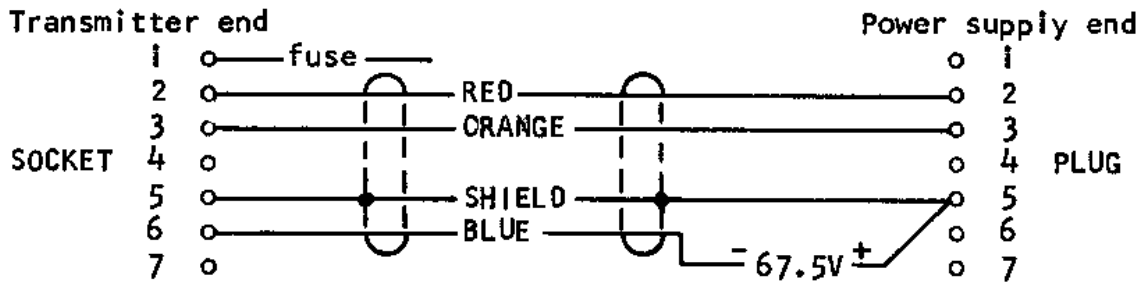 Transmitter end Power supply end
1 fuse 1
2 RED 2
3 ORANGE 3
SOCKET 4 4 PLUG
5 SHIELD 5
6 BLUE 6
7 - 67.5V + 7